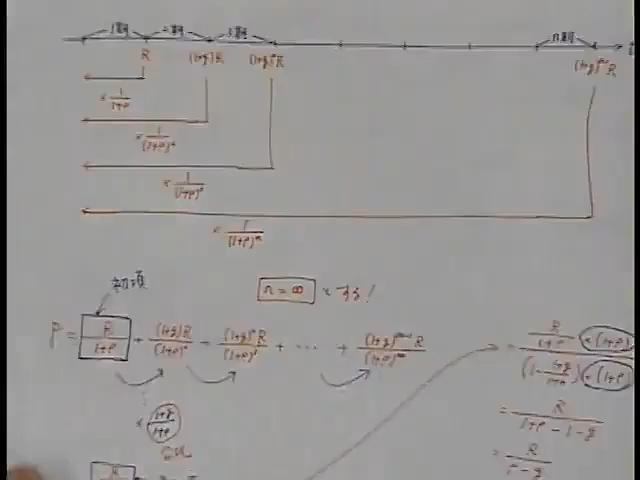 1期 2期 3期 n期
R (1+g)R (1+g)²R (1+g)ⁿ⁻¹R
× 1/(1+ρ)
× 1/(1+ρ)²
× 1/(1+ρ)³
× 1/(1+ρ)ⁿ
初項
n = ∞ とする!
P = R/(1+ρ) + (1+g)R/(1+ρ)² + (1+g)²R/(1+ρ)³ + ⋯ + (1+g)ⁿ⁻¹R/(1+ρ)ⁿ
× (1+g)/(1+ρ)
公比
= R/(1+ρ) × (1+ρ) / (1 - (1+g)/(1+ρ)) × (1+ρ)
= R/(1+ρ-1-g)
= R/(ρ-g)